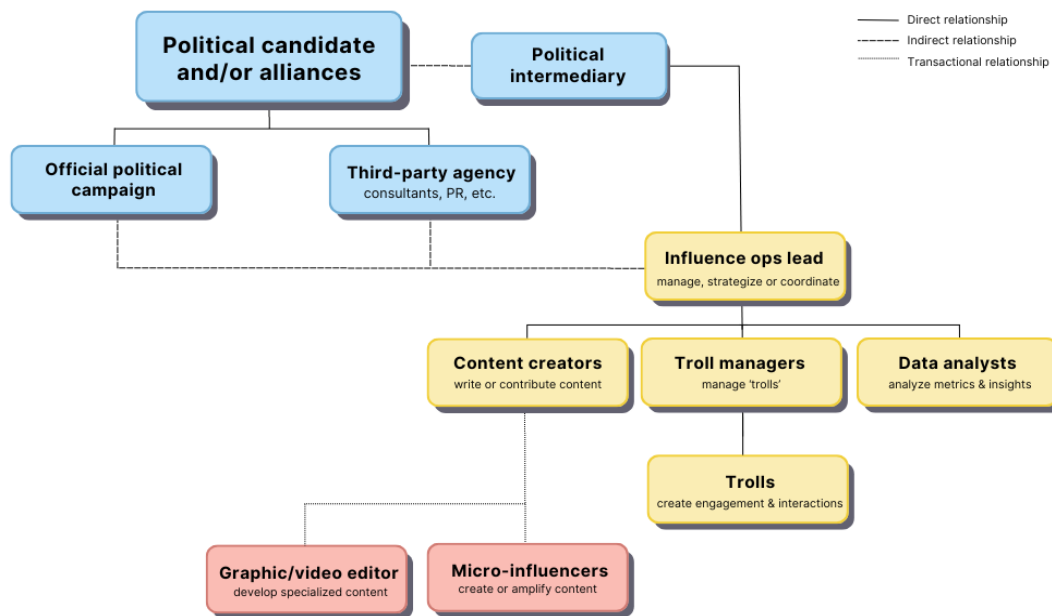 Political candidate
and/or alliances
Political
intermediary
Direct relationship
Indirect relationship
Transactional relationship
Official political
campaign
Third-party agency
consultants, PR, etc.
Influence ops lead
manage, strategize or coordinate
Content creators
write or contribute content
Troll managers
manage ‘trolls’
Data analysts
analyze metrics & insights
Trolls
create engagement & interactions
Graphic/video editor
develop specialized content
Micro-influencers
create or amplify content